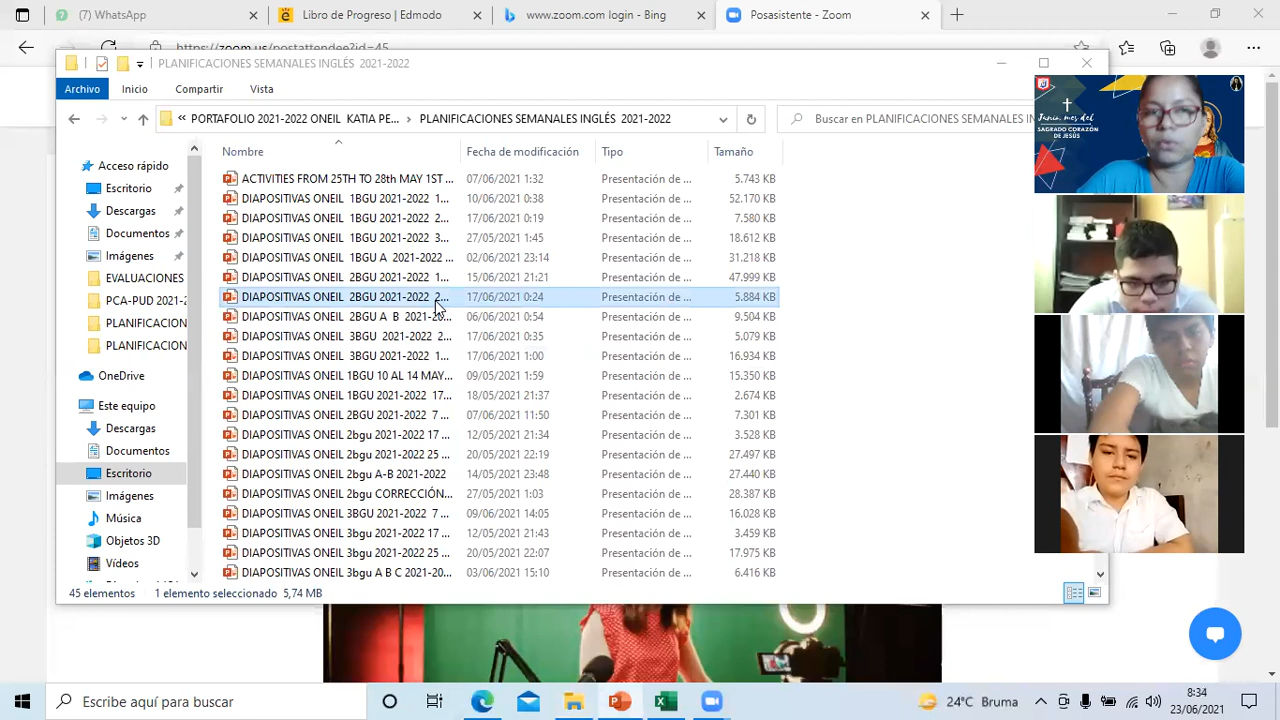 (7) WhatsApp
Libro de Progreso | Educar
www.zoom.com - Bing
Posasistente - Zoom
https://zoom.us/postattendee?id=45
PLANIFICACIONES SEMANALES INGLÉS 2021-2022
Archivo Inicio Compartir Vista
« PORTAFOLIO 2021-2022 ONEIL KATIA PE... › PLANIFICACIONES SEMANALES INGLÉS 2021-2022
Buscar en PLANIFICACIONES SEMANALES IN
Nombre Fecha de modificación Tipo Tamaño
ACTIVITIES FROM 25TH TO 28th MAY 1ST ... 07/06/2021 1:32 Presentación de ... 5.743 KB
DIAPOSITIVAS ONEIL 1BGU 2021-2022 1... 10/06/2021 0:38 Presentación de ... 52.170 KB
DIAPOSITIVAS ONEIL 1BGU 2021-2022 2... 17/06/2021 0:19 Presentación de ... 7.580 KB
DIAPOSITIVAS ONEIL 1BGU 2021-2022 3... 27/05/2021 1:45 Presentación de ... 18.612 KB
DIAPOSITIVAS ONEIL 1BGU A 2021-2022 ... 02/06/2021 23:14 Presentación de ... 31.218 KB
DIAPOSITIVAS ONEIL 2BGU 2021-2022 1... 15/06/2021 21:21 Presentación de ... 47.999 KB
DIAPOSITIVAS ONEIL 2BGU 2021-2022 2... 17/06/2021 0:24 Presentación de ... 5.884 KB
DIAPOSITIVAS ONEIL 2BGU A B 2021-20... 06/06/2021 0:54 Presentación de ... 9.504 KB
DIAPOSITIVAS ONEIL 3BGU 2021-2022 2... 17/06/2021 0:35 Presentación de ... 5.079 KB
DIAPOSITIVAS ONEIL 3BGU 2021-2022 1... 17/06/2021 1:00 Presentación de ... 16.934 KB
DIAPOSITIVAS ONEIL 1BGU 10 AL 14 MAY... 09/05/2021 1:59 Presentación de ... 15.350 KB
DIAPOSITIVAS ONEIL 1BGU 2021-2022 17... 18/05/2021 21:37 Presentación de ... 2.674 KB
DIAPOSITIVAS ONEIL 2BGU 2021-2022 7 ... 07/06/2021 11:50 Presentación de ... 7.301 KB
DIAPOSITIVAS ONEIL 2bgu 2021-2022 17 ... 12/05/2021 21:34 Presentación de ... 3.528 KB
DIAPOSITIVAS ONEIL 2bgu 2021-2022 25 ... 20/05/2021 22:19 Presentación de ... 27.497 KB
DIAPOSITIVAS ONEIL 2bgu A-B 2021-2022 14/05/2021 23:48 Presentación de ... 27.440 KB
DIAPOSITIVAS ONEIL 2bgu CORRECCIÓN... 27/05/2021 1:03 Presentación de ... 28.387 KB
DIAPOSITIVAS ONEIL 3BGU 2021-2022 7 ... 09/06/2021 14:05 Presentación de ... 16.028 KB
DIAPOSITIVAS ONEIL 3bgu 2021-2022 17 ... 12/05/2021 21:43 Presentación de ... 3.459 KB
DIAPOSITIVAS ONEIL 3bgu 2021-2022 25 ... 20/05/2021 22:07 Presentación de ... 17.975 KB
DIAPOSITIVAS ONEIL 3bgu A B C 2021-20... 03/06/2021 15:10 Presentación de ... 6.416 KB
Acceso rápido
Escritorio
Descargas
Documentos
Imágenes
EVALUACIONES
PCA-PUD 2021-2
PLANIFICACION
PLANIFICACION
OneDrive
Este equipo
Descargas
Documentos
Escritorio
Imágenes
Música
Objetos 3D
Vídeos
45 elementos 1 elemento seleccionado 5,74 MB
Junio, mes del
SAGRADO CORAZÓN
DE JESÚS
Escribe aquí para buscar
24°C Bruma
8:34
23/06/2021